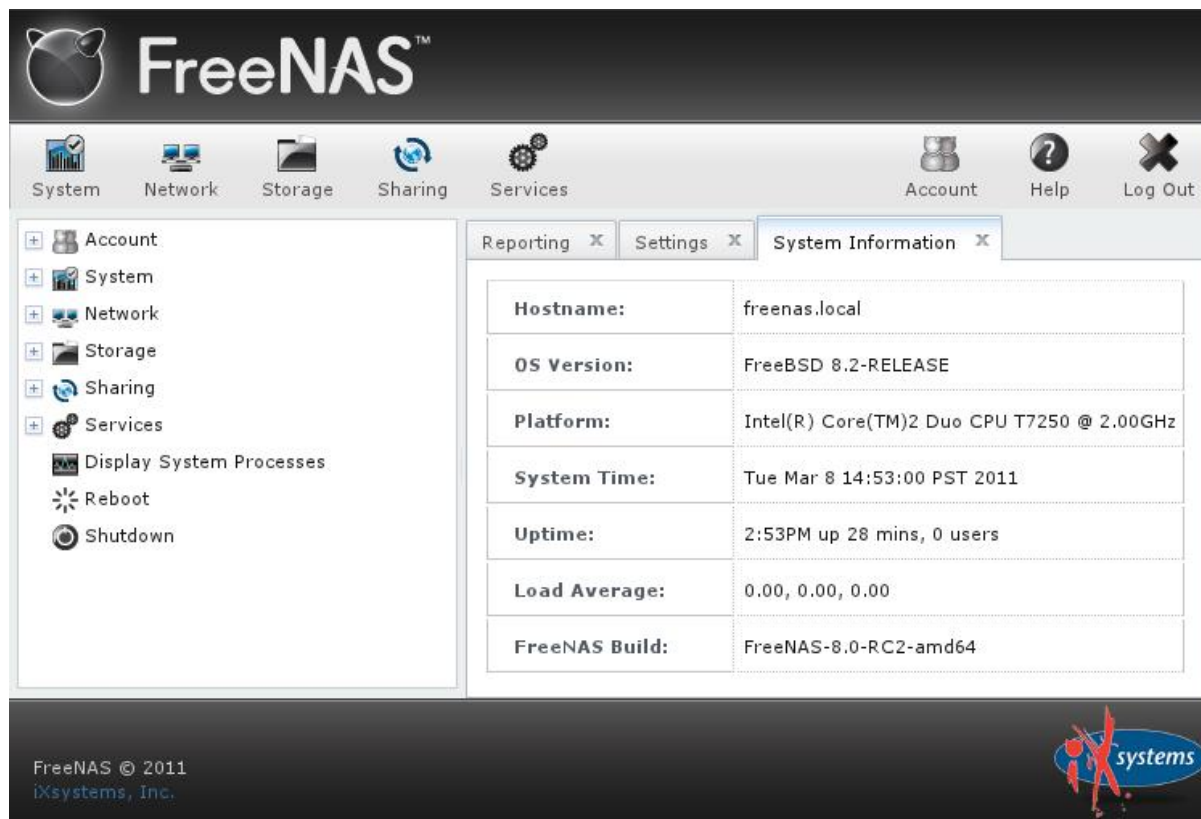 FreeNAS™
System Network Storage Sharing Services Account Help Log Out
Account
System
Network
Storage
Sharing
Services
Display System Processes
Reboot
Shutdown
Reporting Settings System Information
Hostname: freenas.local
OS Version: FreeBSD 8.2-RELEASE
Platform: Intel(R) Core(TM)2 Duo CPU T7250 @ 2.00GHz
System Time: Tue Mar 8 14:53:00 PST 2011
Uptime: 2:53PM up 28 mins, 0 users
Load Average: 0.00, 0.00, 0.00
FreeNAS Build: FreeNAS-8.0-RC2-amd64
FreeNAS © 2011
iXsystems, Inc.
iXsystems